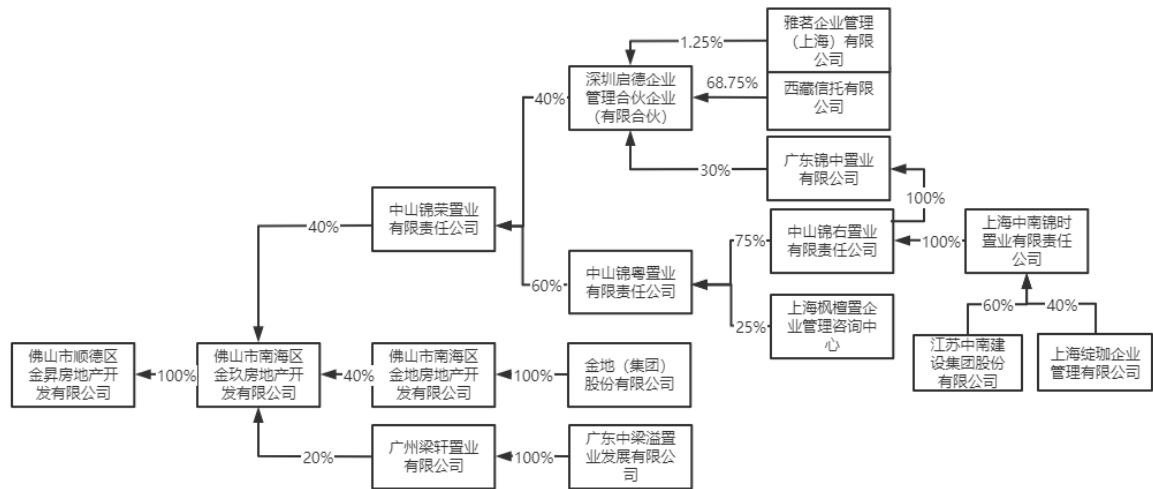 雅茗企业管理
（上海）有限
公司
1.25%
深圳启德企业
管理合伙企业
（有限合伙）
68.75%
西藏信托有限
公司
40%
30%
广东锦中置业
有限公司
100%
中山锦荣置业
有限责任公司
40%
中山锦右置业
有限责任公司
75%
100%
上海中南锦时
置业有限责任
公司
60%
中山锦粤置业
有限责任公司
25%
上海枫檀置企
业管理咨询中
心
60%
40%
江苏中南建
设集团股份
有限公司
上海绽珈企业
管理有限公司
佛山市顺德区
金昇房地产开
发有限公司
100%
佛山市南海区
金玖房地产开
发有限公司
40%
佛山市南海区
金地房地产开
发有限公司
100%
金地（集团）
股份有限公司
20%
广州梁轩置业
有限公司
100%
广东中梁溢置
业发展有限公
司